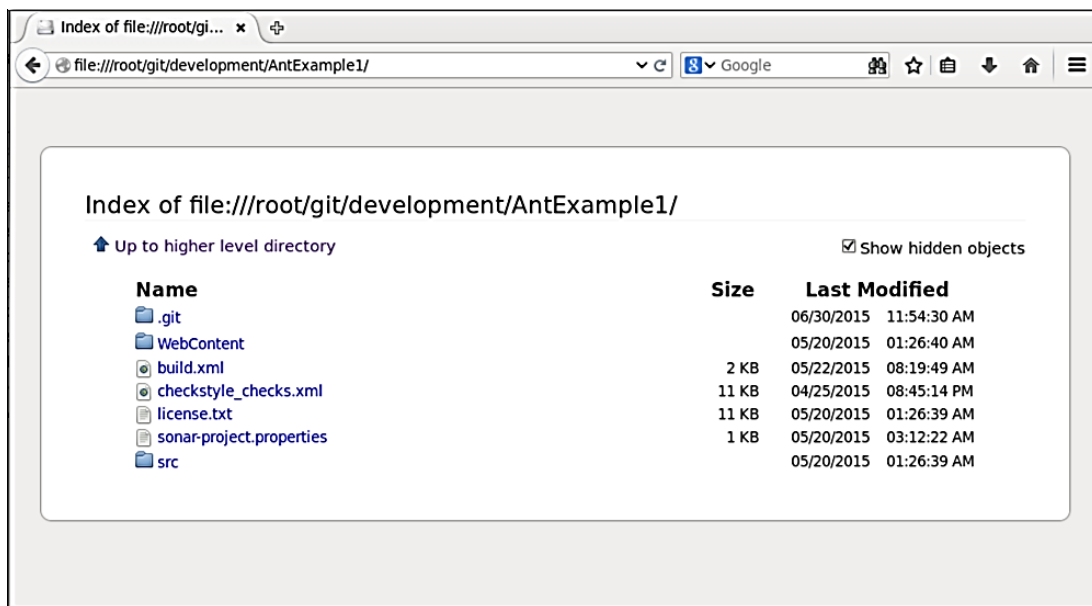 Index of file:///root/gi...
file:///root/git/development/AntExample1/ 8 Google
Index of file:///root/git/development/AntExample1/
Up to higher level directory Show hidden objects
Name Size Last Modified
.git 06/30/2015 11:54:30 AM
WebContent 05/20/2015 01:26:40 AM
build.xml 2 KB 05/22/2015 08:19:49 AM
checkstyle_checks.xml 11 KB 04/25/2015 08:45:14 PM
license.txt 11 KB 05/20/2015 01:26:39 AM
sonar-project.properties 1 KB 05/20/2015 03:12:22 AM
src 05/20/2015 01:26:39 AM